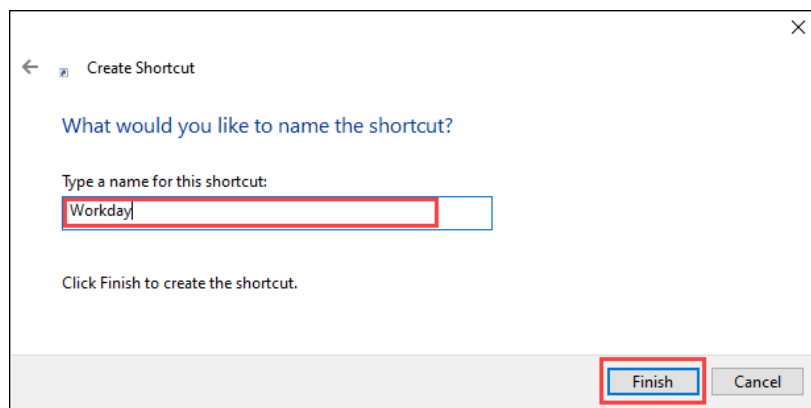 Create Shortcut
What would you like to name the shortcut?
Type a name for this shortcut:
Workday
Click Finish to create the shortcut.
Finish Cancel